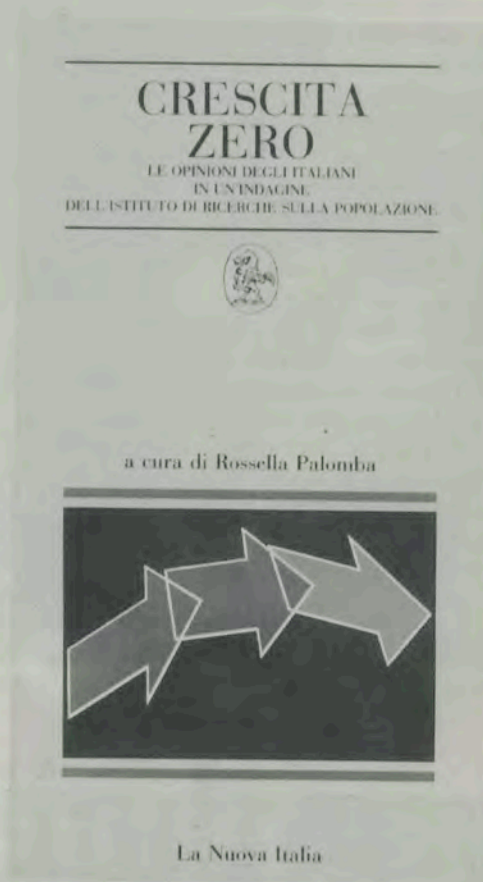 CRESCITA
ZERO
LE OPINIONI DEGLI ITALIANI
IN UN'INDAGINE
DELL'ISTITUTO DI RICERCHE SULLA POPOLAZIONE
a cura di Rossella Palomba
La Nuova Italia